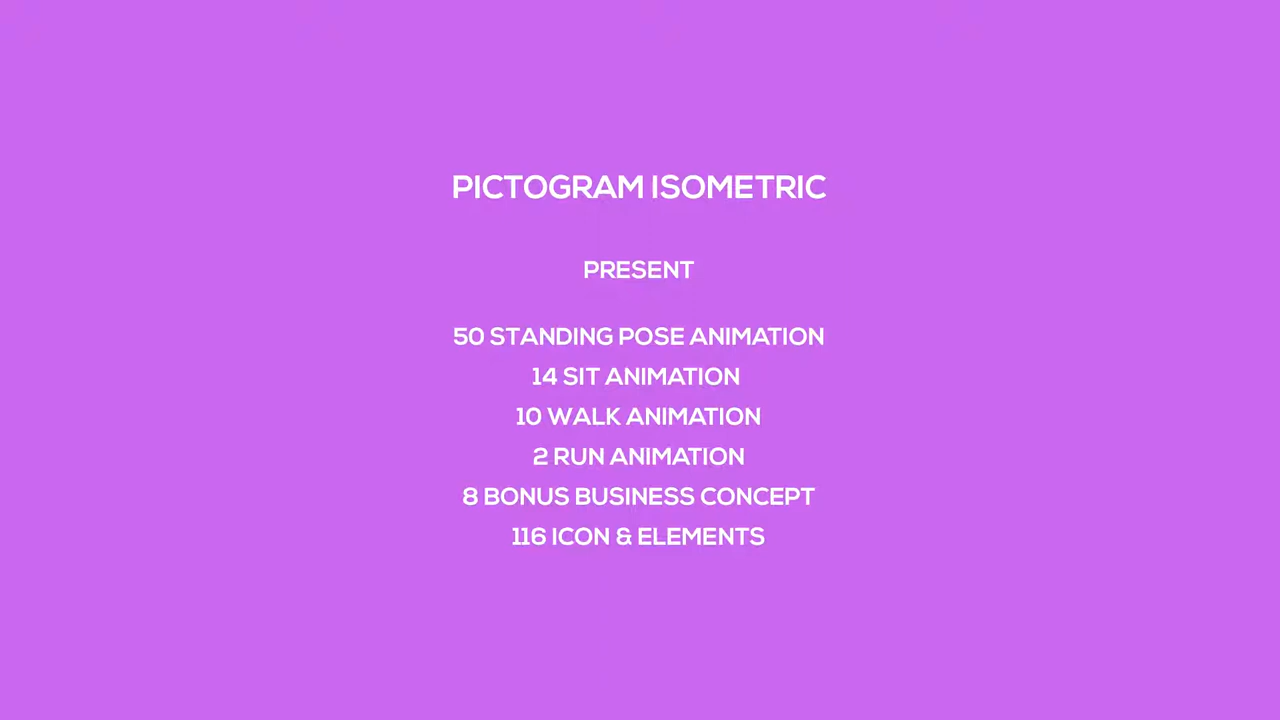 PICTOGRAM ISOMETRIC
PRESENT
50 STANDING POSE ANIMATION
14 SIT ANIMATION
10 WALK ANIMATION
2 RUN ANIMATION
8 BONUS BUSINESS CONCEPT
116 ICON & ELEMENTS